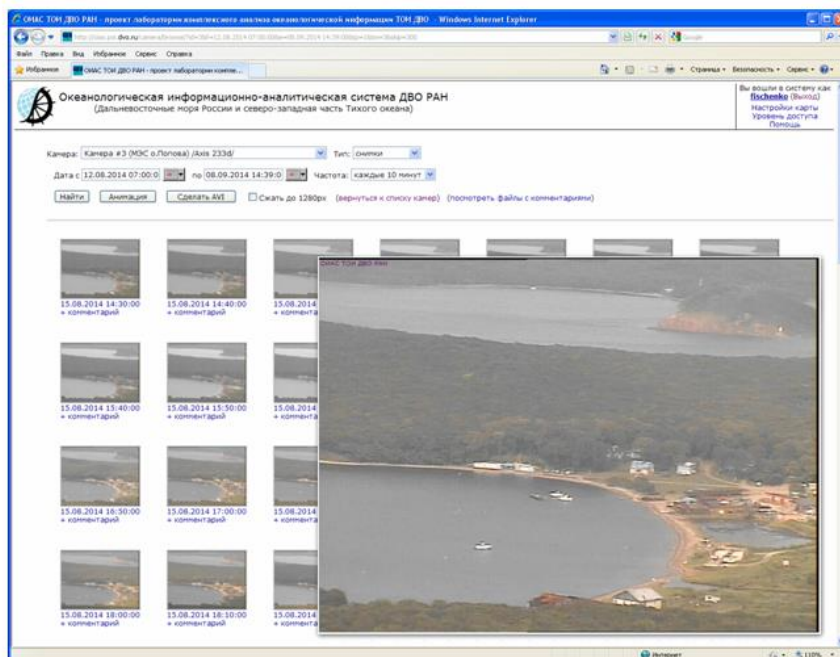 ОИАС ТОИ ДВО РАН - проект лаборатории комплексного анализа океанологической информации ТОИ ДВО - Windows Internet Explorer
Google
Файл Правка Вид Избранное Сервис Справка
Избранное ОИАС ТОИ ДВО РАН - проект лаборатории компле...
Страница Безопасность Сервис
Океанологическая информационно-аналитическая система ДВО РАН
(Дальневосточные моря России и северо-западная часть Тихого океана)
Вы вошли в систему как
fischenko (Выход)
Настройки карты
Уровень доступа
Помощь
Камера: Камера #3 (МЭС о.Попова) /Axis 233d/ Тип: снимки
Дата с 12.08.2014 07:00:0 по 08.09.2014 14:39:0 Частота: каждые 10 минут
Найти Анимация Сделать AVI Сжать до 1280px (вернуться к списку камер) (посмотреть файлы с комментариями)
ОИАС ТОИ ДВО РАН
15.08.2014 14:30:00 15.08.2014 14:40:00
+ комментарий + комментарий
15.08.2014 15:40:00 15.08.2014 15:50:00
+ комментарий + комментарий
15.08.2014 16:50:00 15.08.2014 17:00:00
+ комментарий + комментарий
15.08.2014 18:00:00 15.08.2014 18:10:00
+ комментарий + комментарий
Интернет 110%